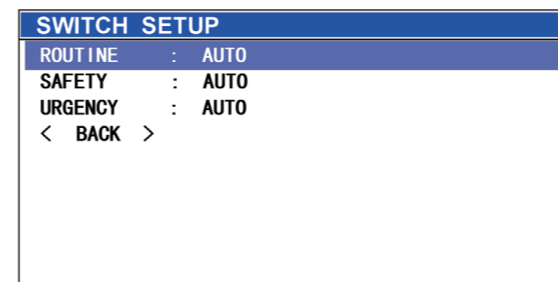 SWITCH SETUP
ROUTINE : AUTO
SAFETY : AUTO
URGENCY : AUTO
< BACK >